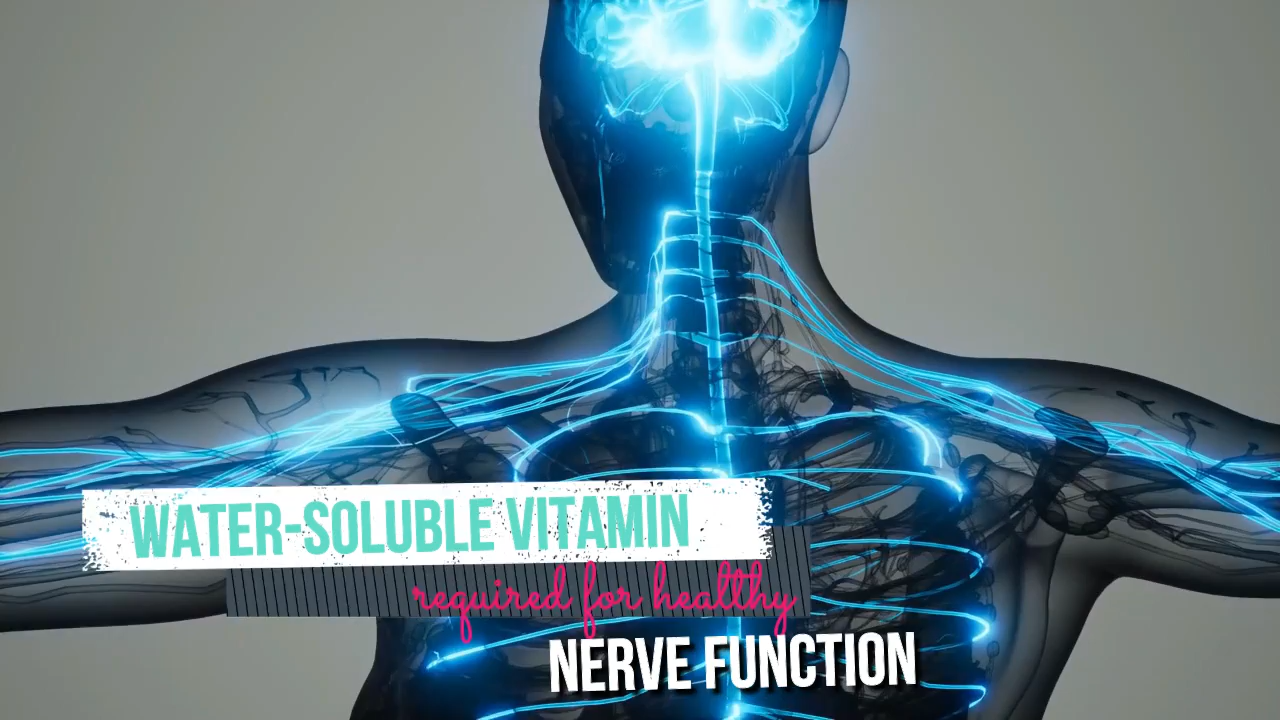 WATER-SOLUBLE VITAMIN
required for healthy
NERVE FUNCTION